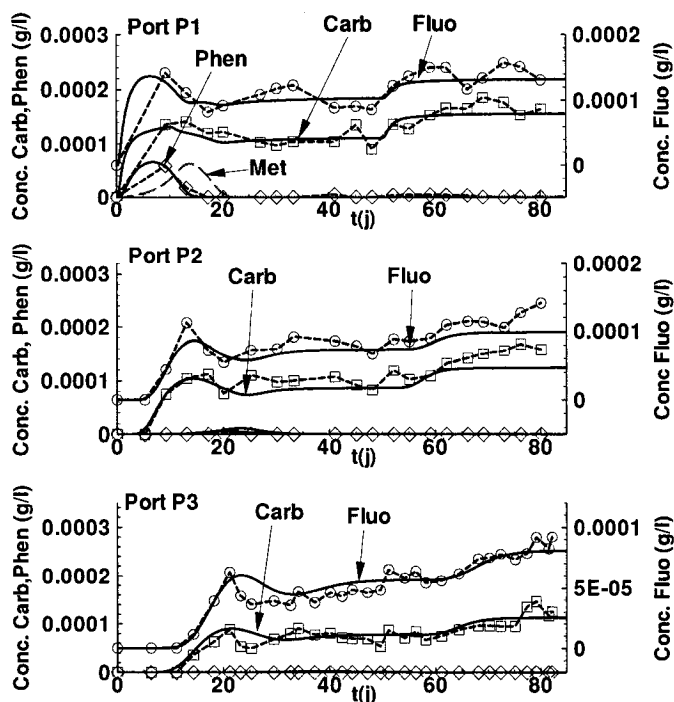 Port P1
Carb
Fluo
Phen
Met
Conc. Carb,Phen (g/l)
0.0003
0.0002
0.0001
0
Conc. Fluo (g/l)
0.0002
0.0001
0
0 20 40 60 80
t(j)
Port P2
Carb
Fluo
Conc. Carb, Phen (g/l)
0.0003
0.0002
0.0001
0
Conc Fluo (g/l)
0.0002
0.0001
0
0 20 40 60 80
t(j)
Port P3
Carb
Fluo
Conc. Carb,Phen (g/l)
0.0003
0.0002
0.0001
0
Conc. Fluo (g/l)
0.0001
5E-05
0
0 20 40 60 80
t(j)